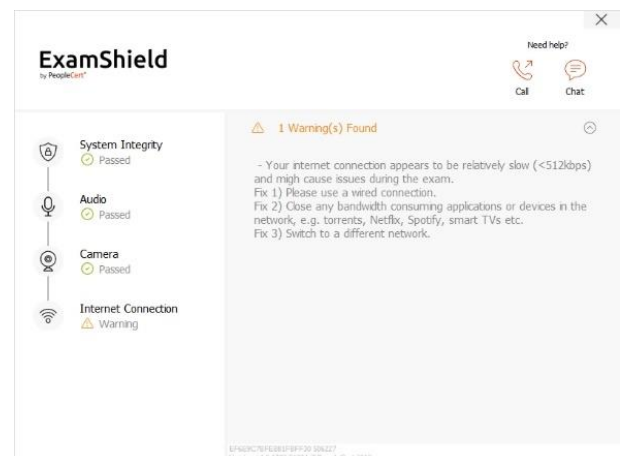 Need help?
ExamShield
by PeopleCert
Call
Chat
1 Warning(s) Found
System Integrity
Passed
Audio
Passed
Camera
Passed
Internet Connection
Warning
- Your internet connection appears to be relatively slow (<512kbps)
and migh cause issues during the exam.
Fix 1) Please use a wired connection.
Fix 2) Close any bandwidth consuming applications or devices in the
network, e.g. torrents, Netflix, Spotify, smart TVs etc.
Fix 3) Switch to a different network.